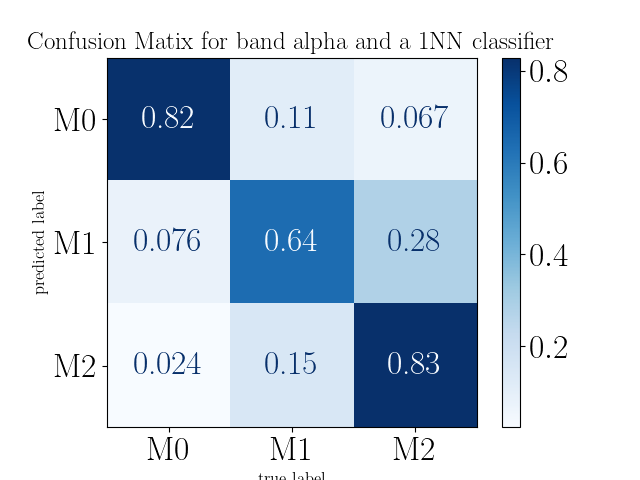 Confusion Matix for band alpha and a 1NN classifier
M0 0.82 0.11 0.067
M1 0.076 0.64 0.28
M2 0.024 0.15 0.83
predicted label
M0 M1 M2
true label
0.8
0.6
0.4
0.2